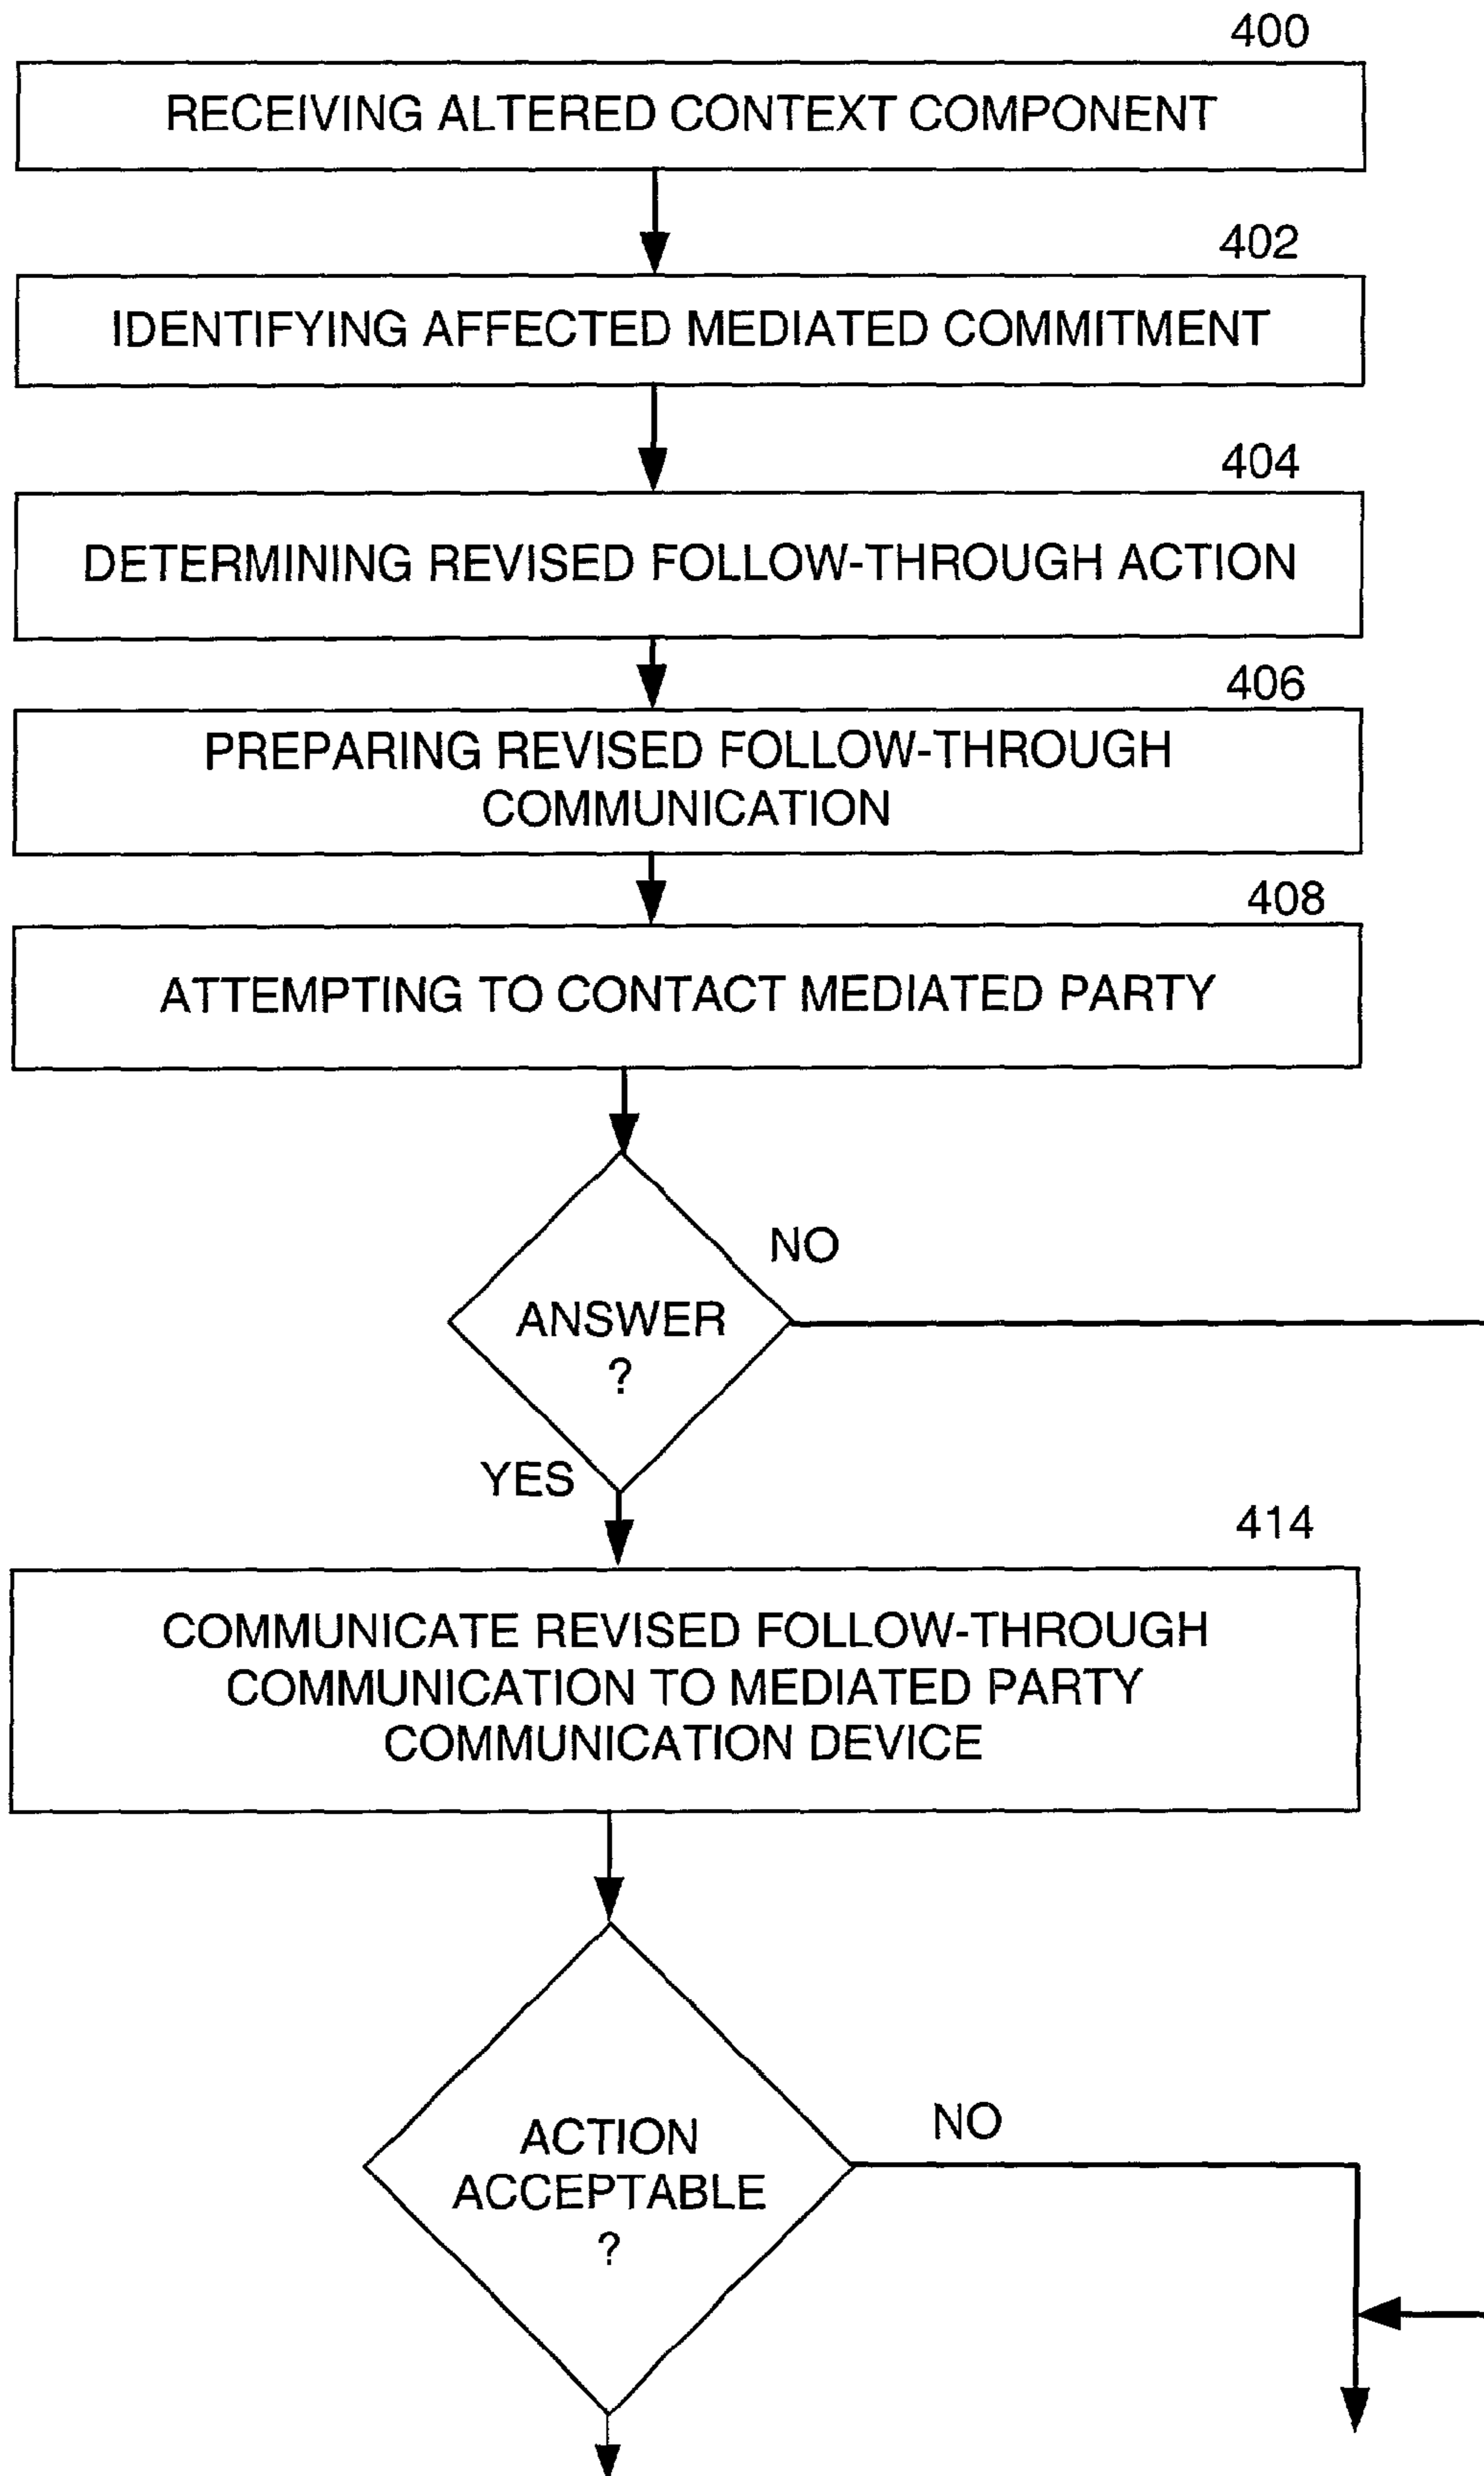 400
RECEIVING ALTERED CONTEXT COMPONENT
402
IDENTIFYING AFFECTED MEDIATED COMMITMENT
404
DETERMINING REVISED FOLLOW-THROUGH ACTION
406
PREPARING REVISED FOLLOW-THROUGH
COMMUNICATION
408
ATTEMPTING TO CONTACT MEDIATED PARTY
NO
ANSWER
?
YES
414
COMMUNICATE REVISED FOLLOW-THROUGH
COMMUNICATION TO MEDIATED PARTY
COMMUNICATION DEVICE
NO
ACTION
ACCEPTABLE
?